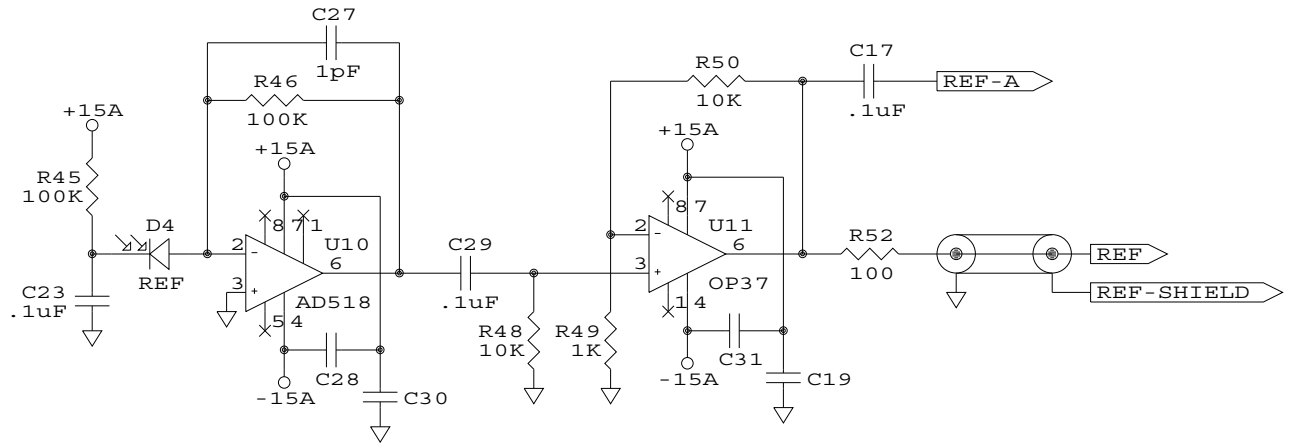 C27
1pF
R46
100K
+15A
R45
100K
D4
REF
C23
.1uF
+15A
8 7 1
2
-
3
+
U10
6
AD518
5 4
C28
-15A
C30
C29
.1uF
R48
10K
R49
1K
R50
10K
C17
.1uF
REF-A
+15A
8 7
2
-
3
+
U11
6
OP37
1 4
C31
-15A
C19
R52
100
REF
REF-SHIELD